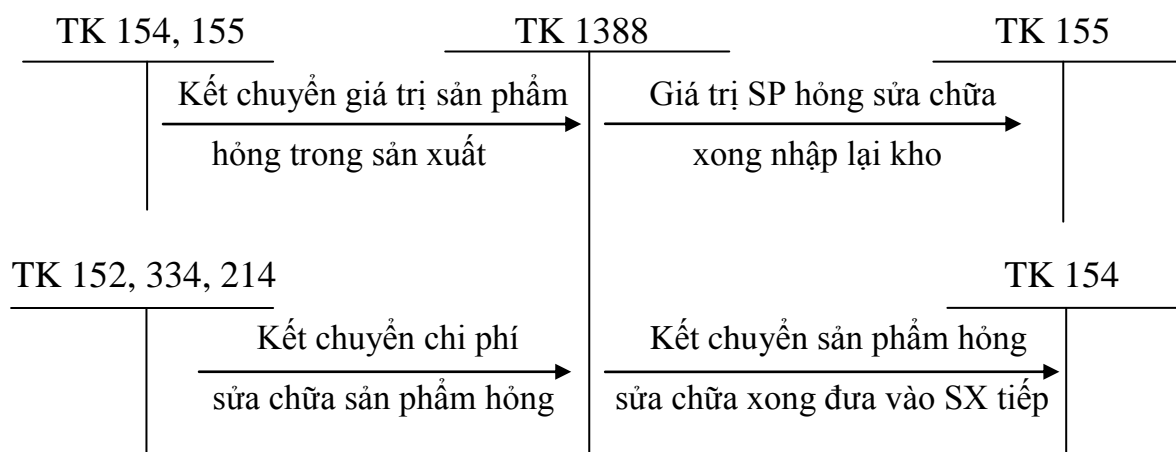 TK 154, 155
TK 1388
TK 155
Kết chuyển giá trị sản phẩm
hỏng trong sản xuất
Giá trị SP hỏng sửa chữa
xong nhập lại kho
TK 152, 334, 214
TK 154
Kết chuyển chi phí
sửa chữa sản phẩm hỏng
Kết chuyển sản phẩm hỏng
sửa chữa xong đưa vào SX tiếp